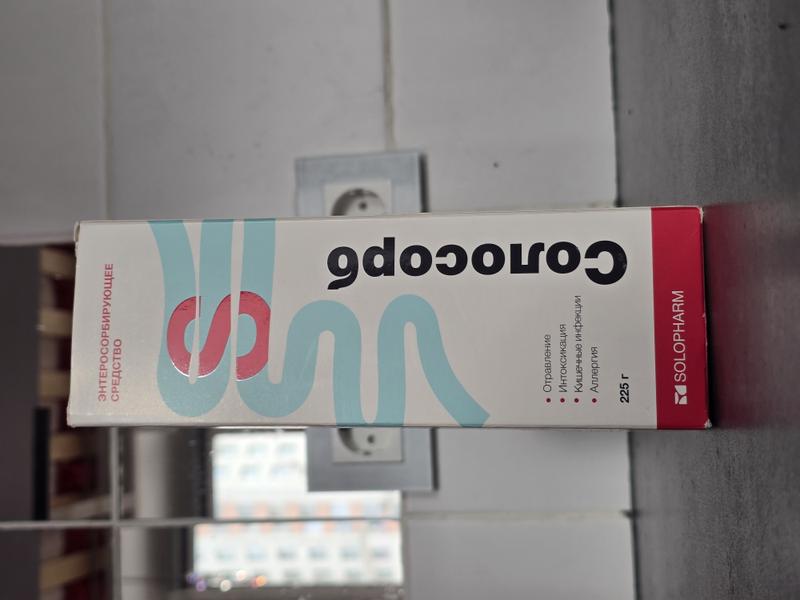 ЭНТЕРОСОРБИРУЮЩЕЕ
СРЕДСТВО
S
Солосорб
• Отравление
• Интоксикация
• Кишечные инфекции
• Аллергия
225 г
SOLOPHARM